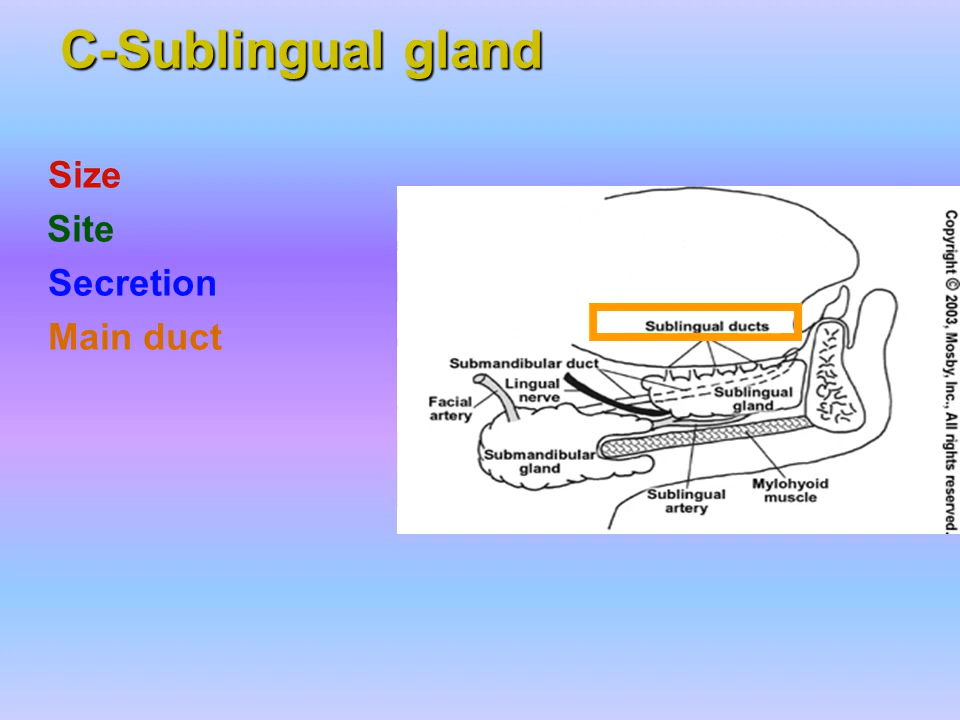 C-Sublingual gland
Size
Site
Secretion
Main duct
Sublingual ducts
Submandibular duct
Lingual
nerve
Facial
artery
Sublingual
gland
Submandibular
gland
Sublingual
artery
Mylohyoid
muscle
Copyright © 2003, Mosby, Inc., All rights reserved.